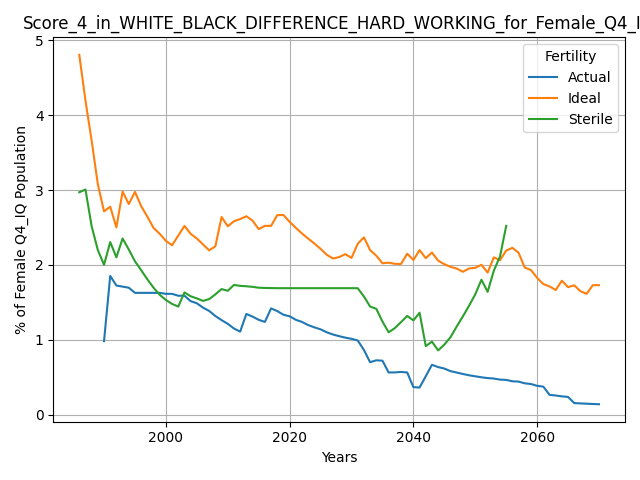 Score_4_in_WHITE_BLACK_DIFFERENCE_HARD_WORKING_for_Female_Q4_I
Fertility
Actual
Ideal
Sterile
% of Female Q4_IQ Population
5
4
3
2
1
0
2000 2020 2040 2060
Years